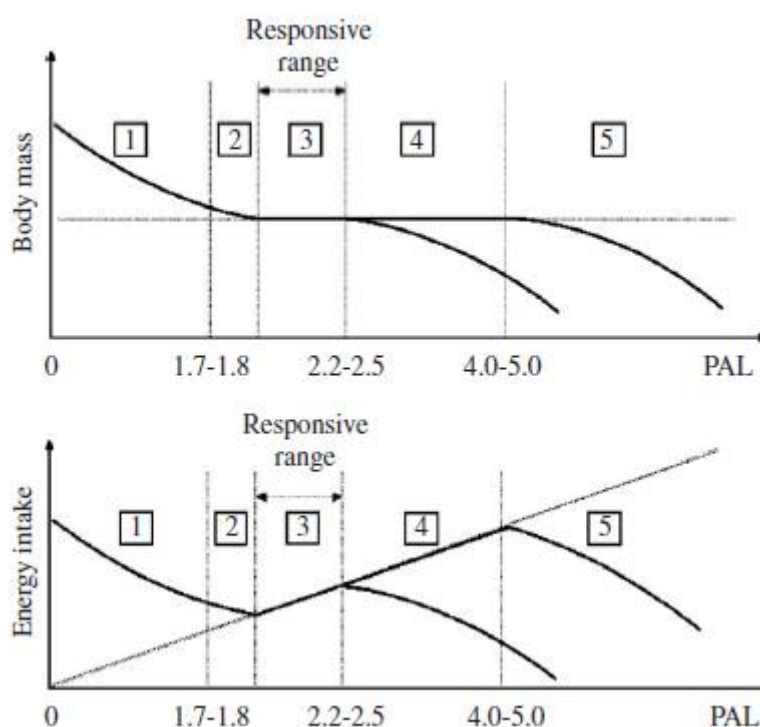 Responsive
range
1 2 3 4 5
Body mass
0 1.7-1.8 2.2-2.5 4.0-5.0 PAL
Responsive
range
1 2 3 4 5
Energy intake
0 1.7-1.8 2.2-2.5 4.0-5.0 PAL